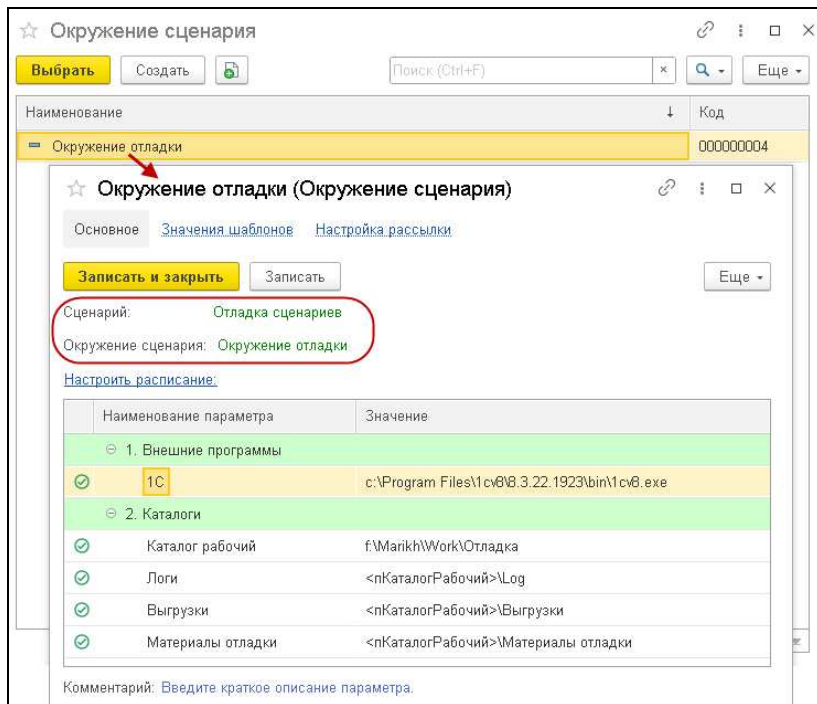 Окружение сценария
Выбрать Создать Поиск (Ctrl+F) × Еще
Наименование ↓ Код
Окружение отладки 000000004
Окружение отладки (Окружение сценария)
Основное Значения шаблонов Настройка рассылки
Записать и закрыть Записать Еще
Сценарий: Отладка сценариев
Окружение сценария: Окружение отладки
Настроить расписание:
Наименование параметра Значение
1. Внешние программы
1С c:\Program Files\1cv8\8.3.22.1923\bin\1cv8.exe
2. Каталоги
Каталог рабочий f:\Marikh\Work\Отладка
Логи <пКаталогРабочий>\Log
Выгрузки <пКаталогРабочий>\Выгрузки
Материалы отладки <пКаталогРабочий>\Материалы отладки
Комментарий: Введите краткое описание параметра.